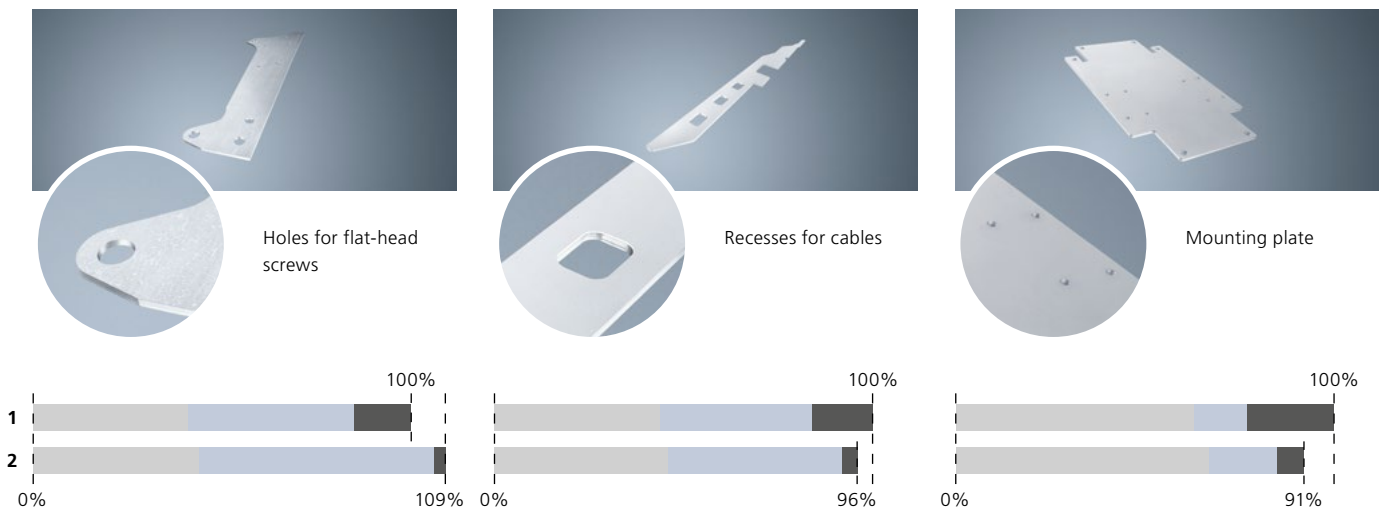 Holes for flat-head
screws
Recesses for cables
Mounting plate
100%
100%
100%
1
2
0%
109%
0%
96%
0%
91%